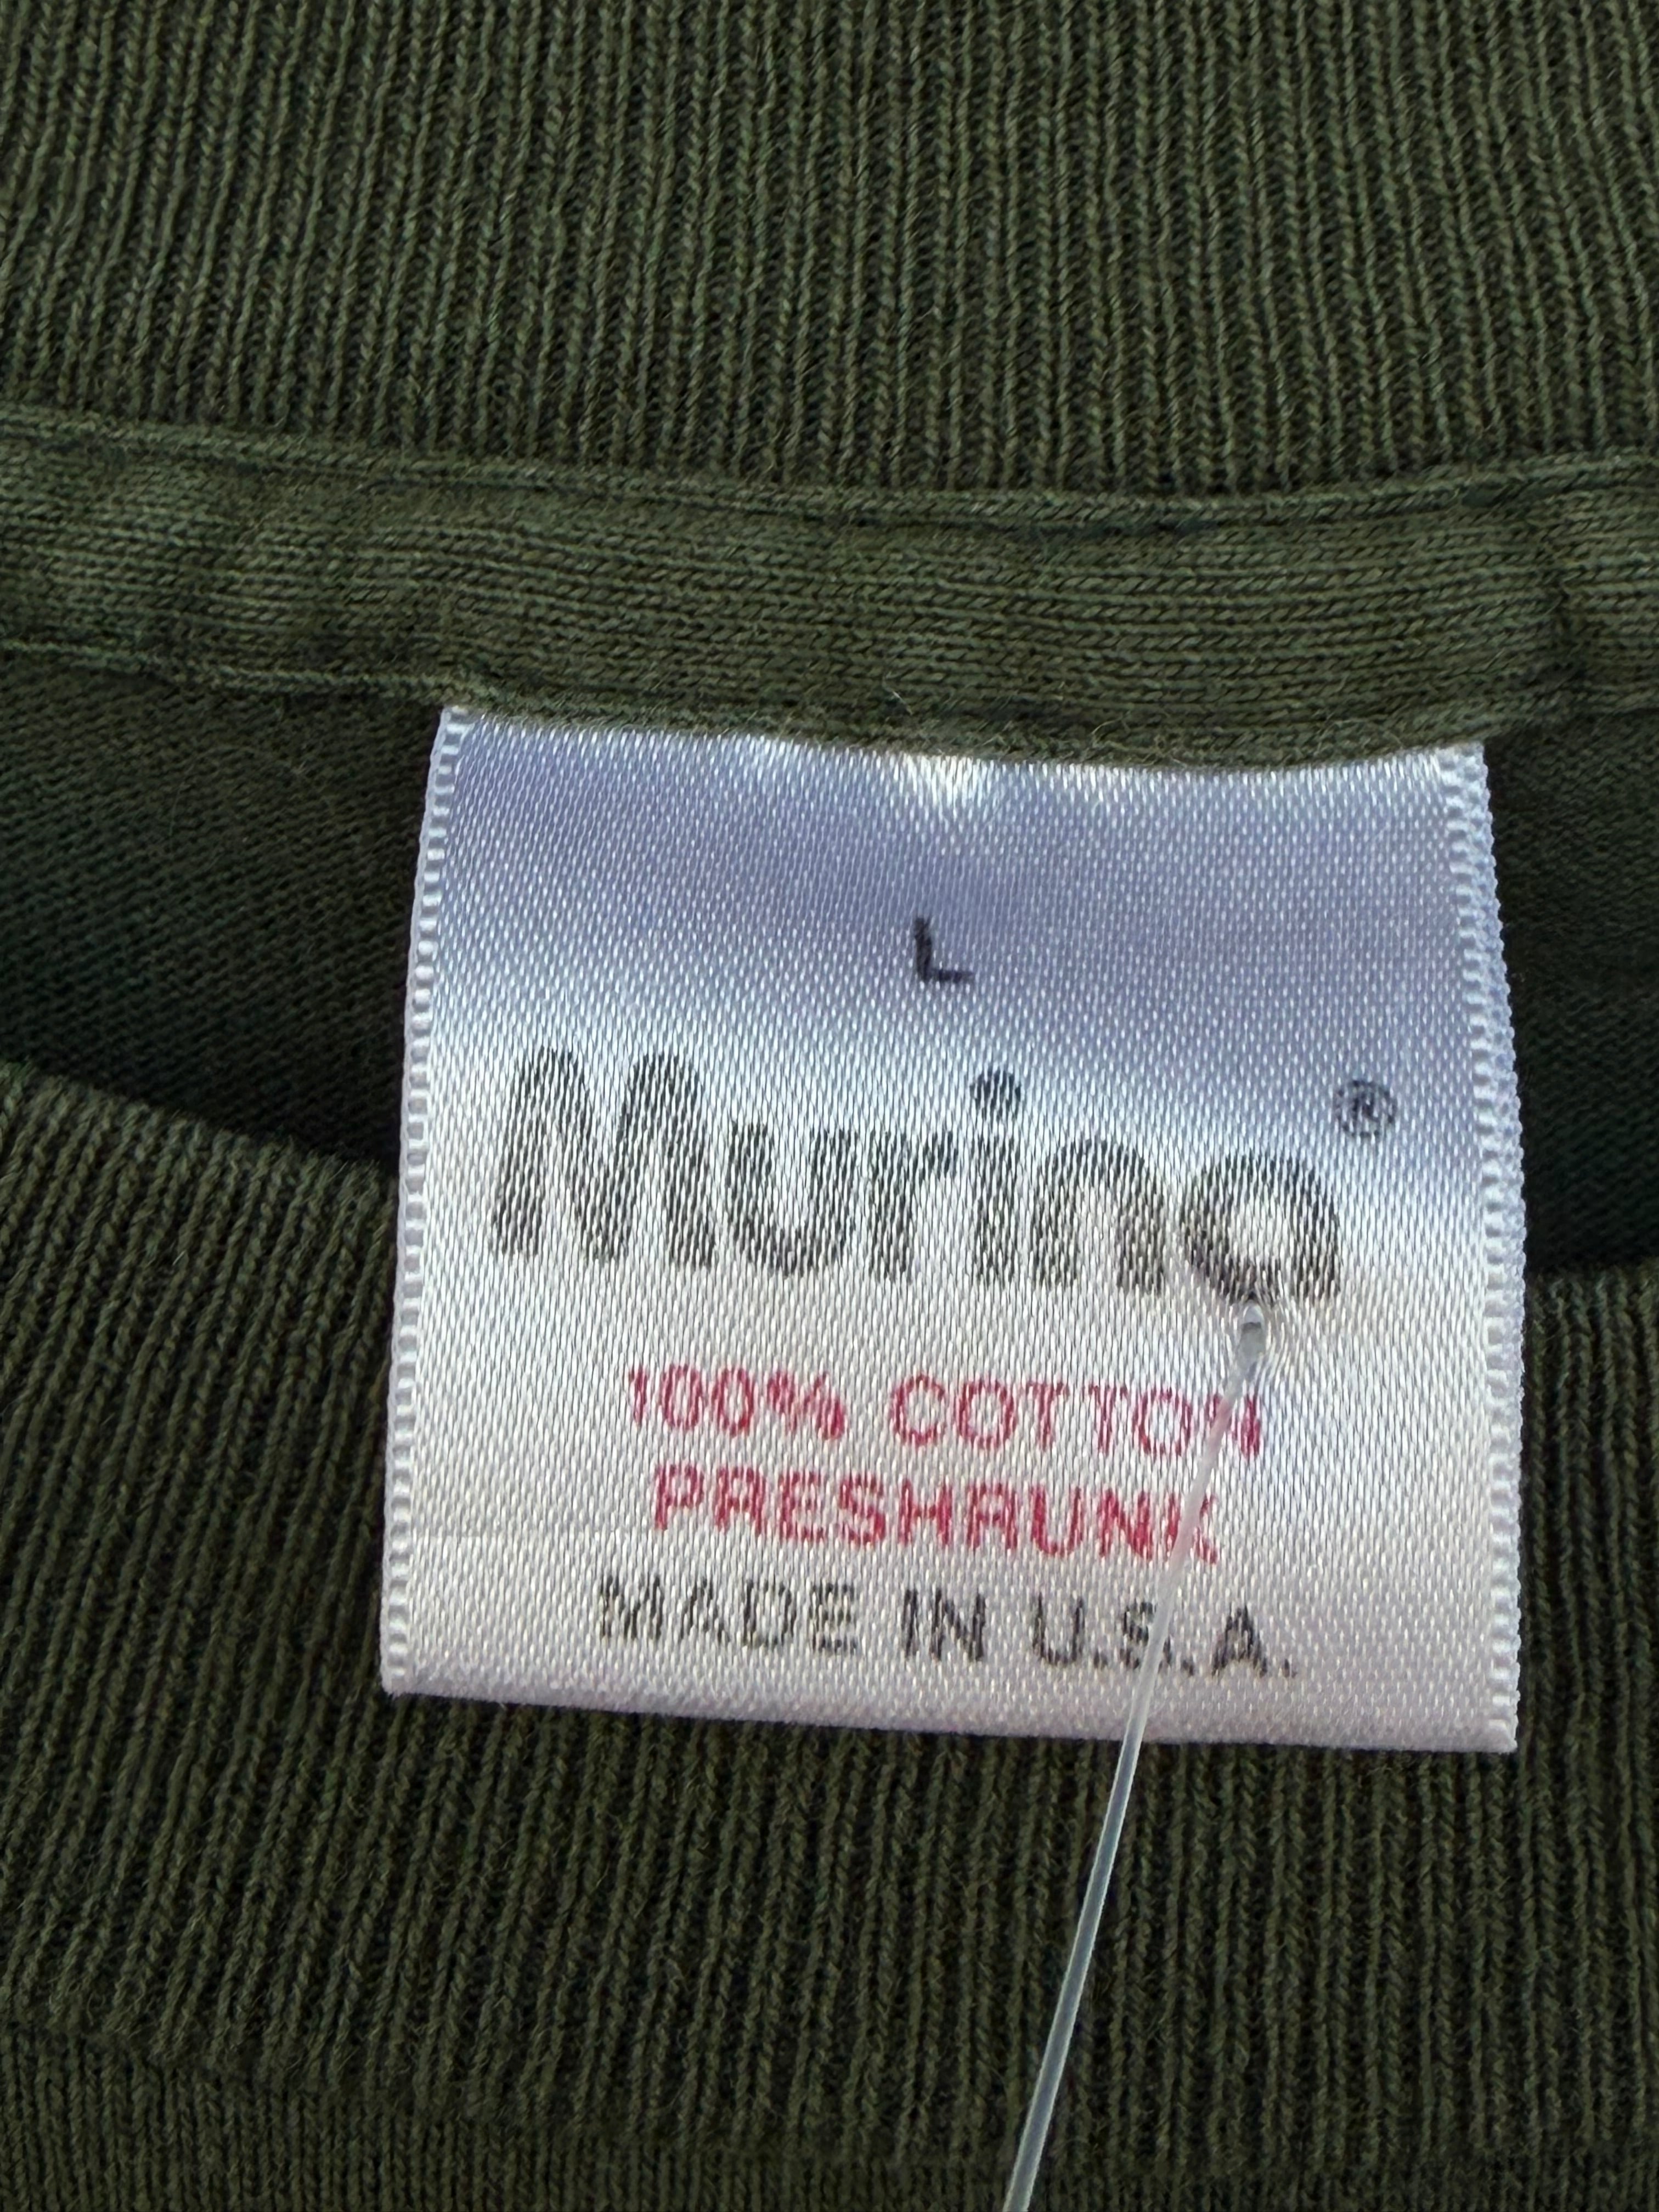 L
Murina®
100% COTTON
PRESHRUNK
MADE IN U.S.A.